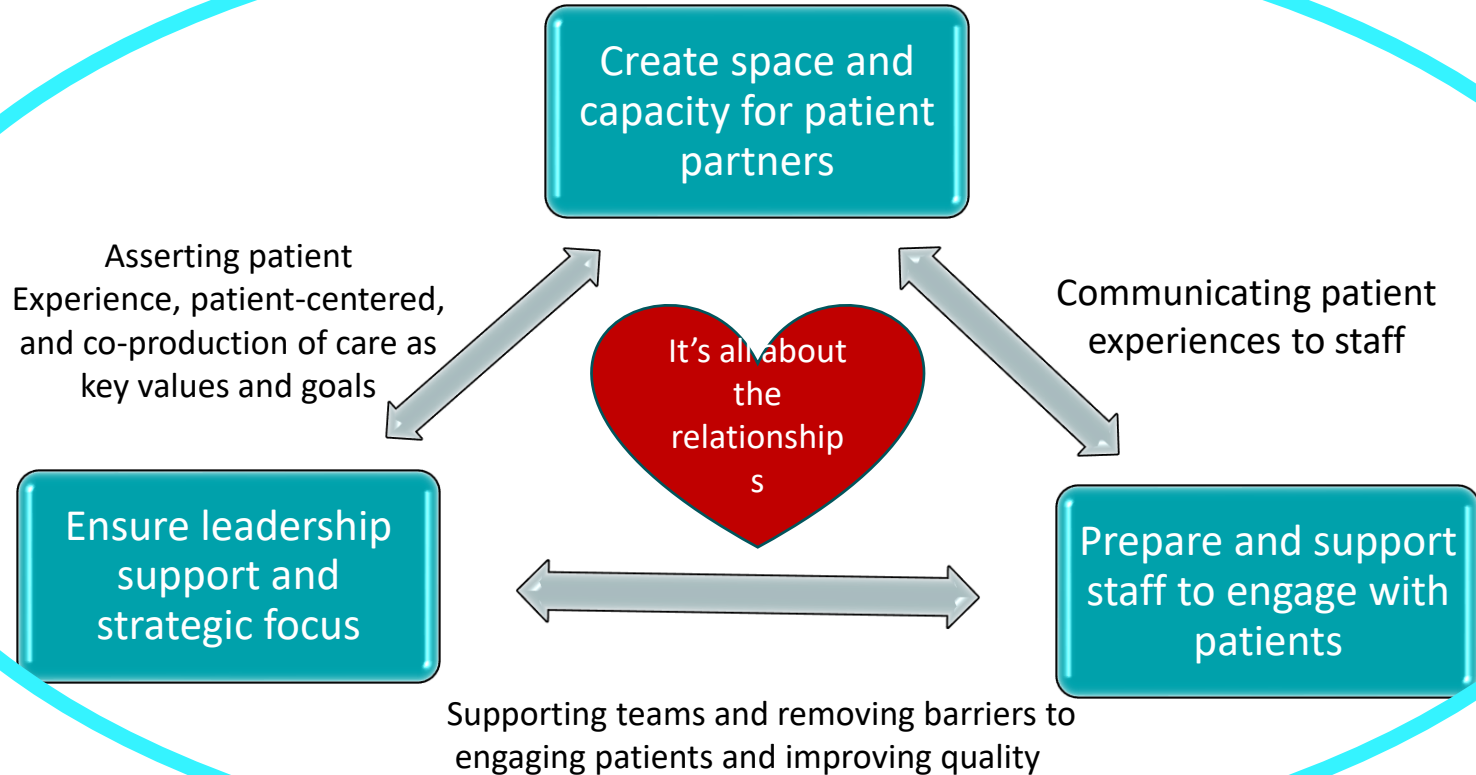 Create space and
capacity for patient
partners
Asserting patient
Experience, patient-centered,
and co-production of care as
key values and goals
Communicating patient
experiences to staff
It’s all about
the
relationship
s
Ensure leadership
support and
strategic focus
Prepare and support
staff to engage with
patients
Supporting teams and removing barriers to
engaging patients and improving quality